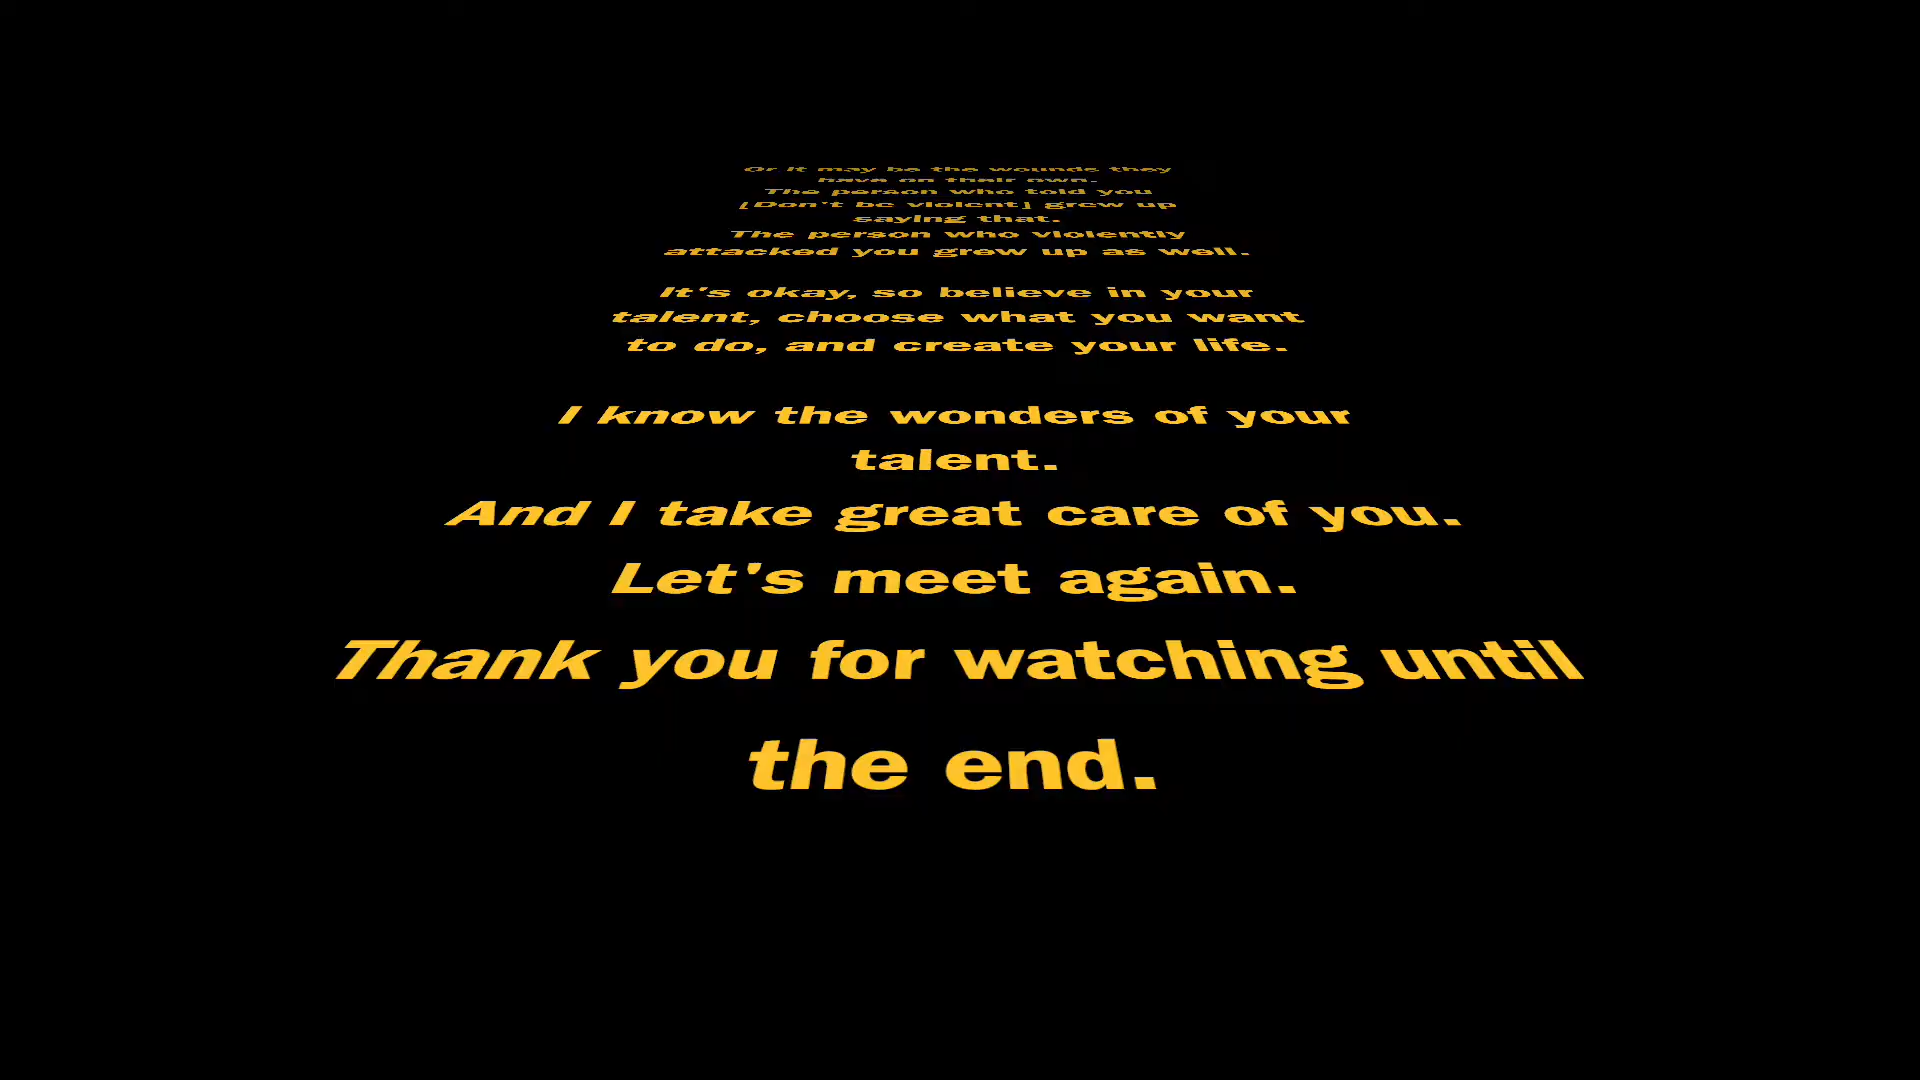 Or it may be the wounds they
have on their own.
The person who told you
[Don't be violent] grew up
saying that.
The person who violently
attacked you grew up as well.
It's okay, so believe in your
talent, choose what you want
to do, and create your life.
I know the wonders of your
talent.
And I take great care of you.
Let's meet again.
Thank you for watching until
the end.